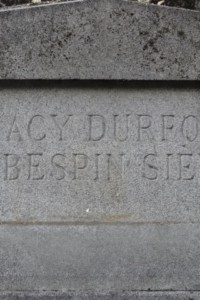 ACY DURFO
BESPIN SIE